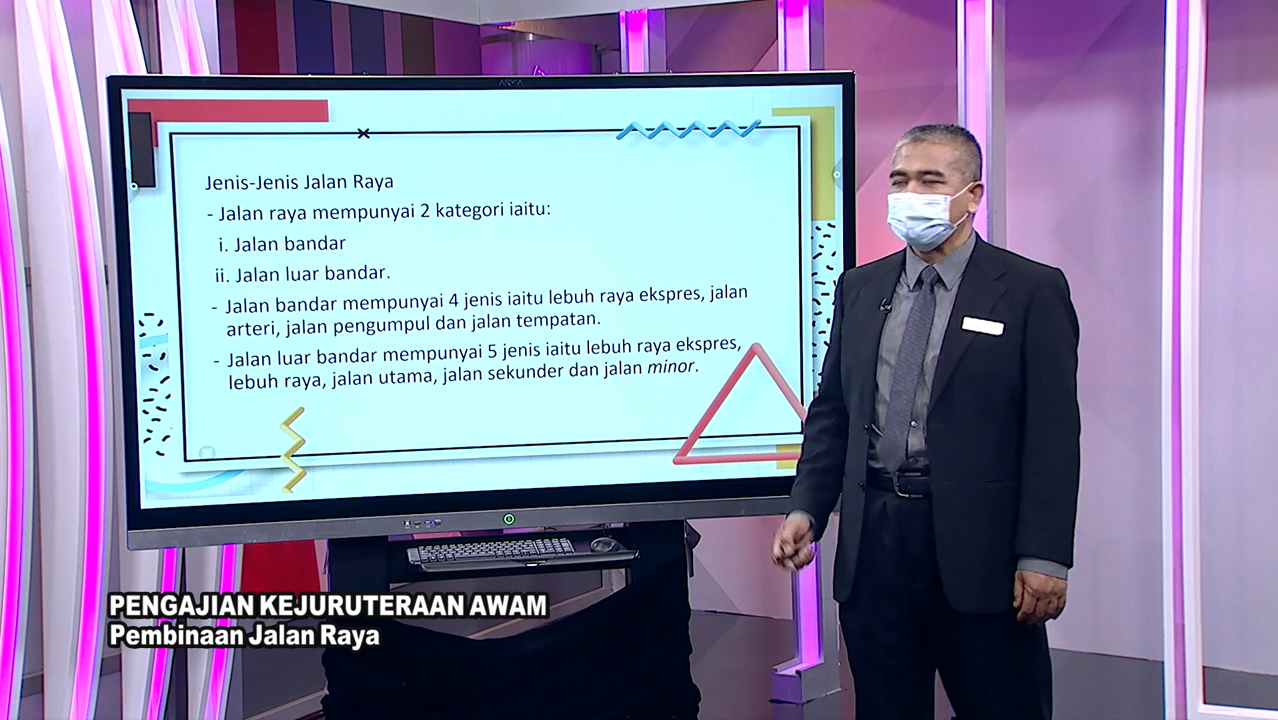 Jenis-Jenis Jalan Raya
- Jalan raya mempunyai 2 kategori iaitu:
i. Jalan bandar
ii. Jalan luar bandar.
- Jalan bandar mempunyai 4 jenis iaitu lebuh raya ekspres, jalan
arteri, jalan pengumpul dan jalan tempatan.
- Jalan luar bandar mempunyai 5 jenis iaitu lebuh raya ekspres,
lebuh raya, jalan utama, jalan sekunder dan jalan minor.
PENGAJIAN KEJURUTERAAN AWAM
Pembinaan Jalan Raya